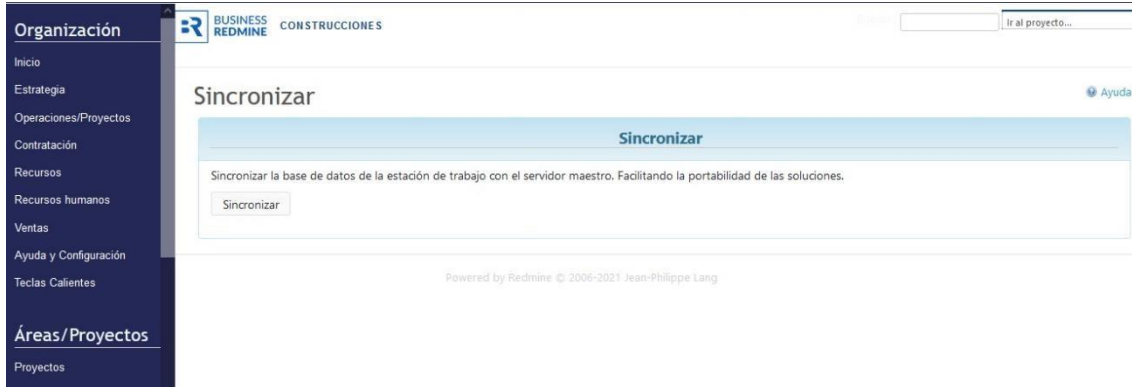 Organización
Inicio
Estrategia
Operaciones/Proyectos
Contratación
Recursos
Recursos humanos
Ventas
Ayuda y Configuración
Teclas Calientes
Áreas/Proyectos
Proyectos
BUSINESS
REDMINE
CONSTRUCCIONES
Ir al proyecto...
Sincronizar
Ayuda
Sincronizar
Sincronizar la base de datos de la estación de trabajo con el servidor maestro. Facilitando la portabilidad de las soluciones.
Sincronizar
Powered by Redmine © 2006-2021 Jean-Philippe Lang